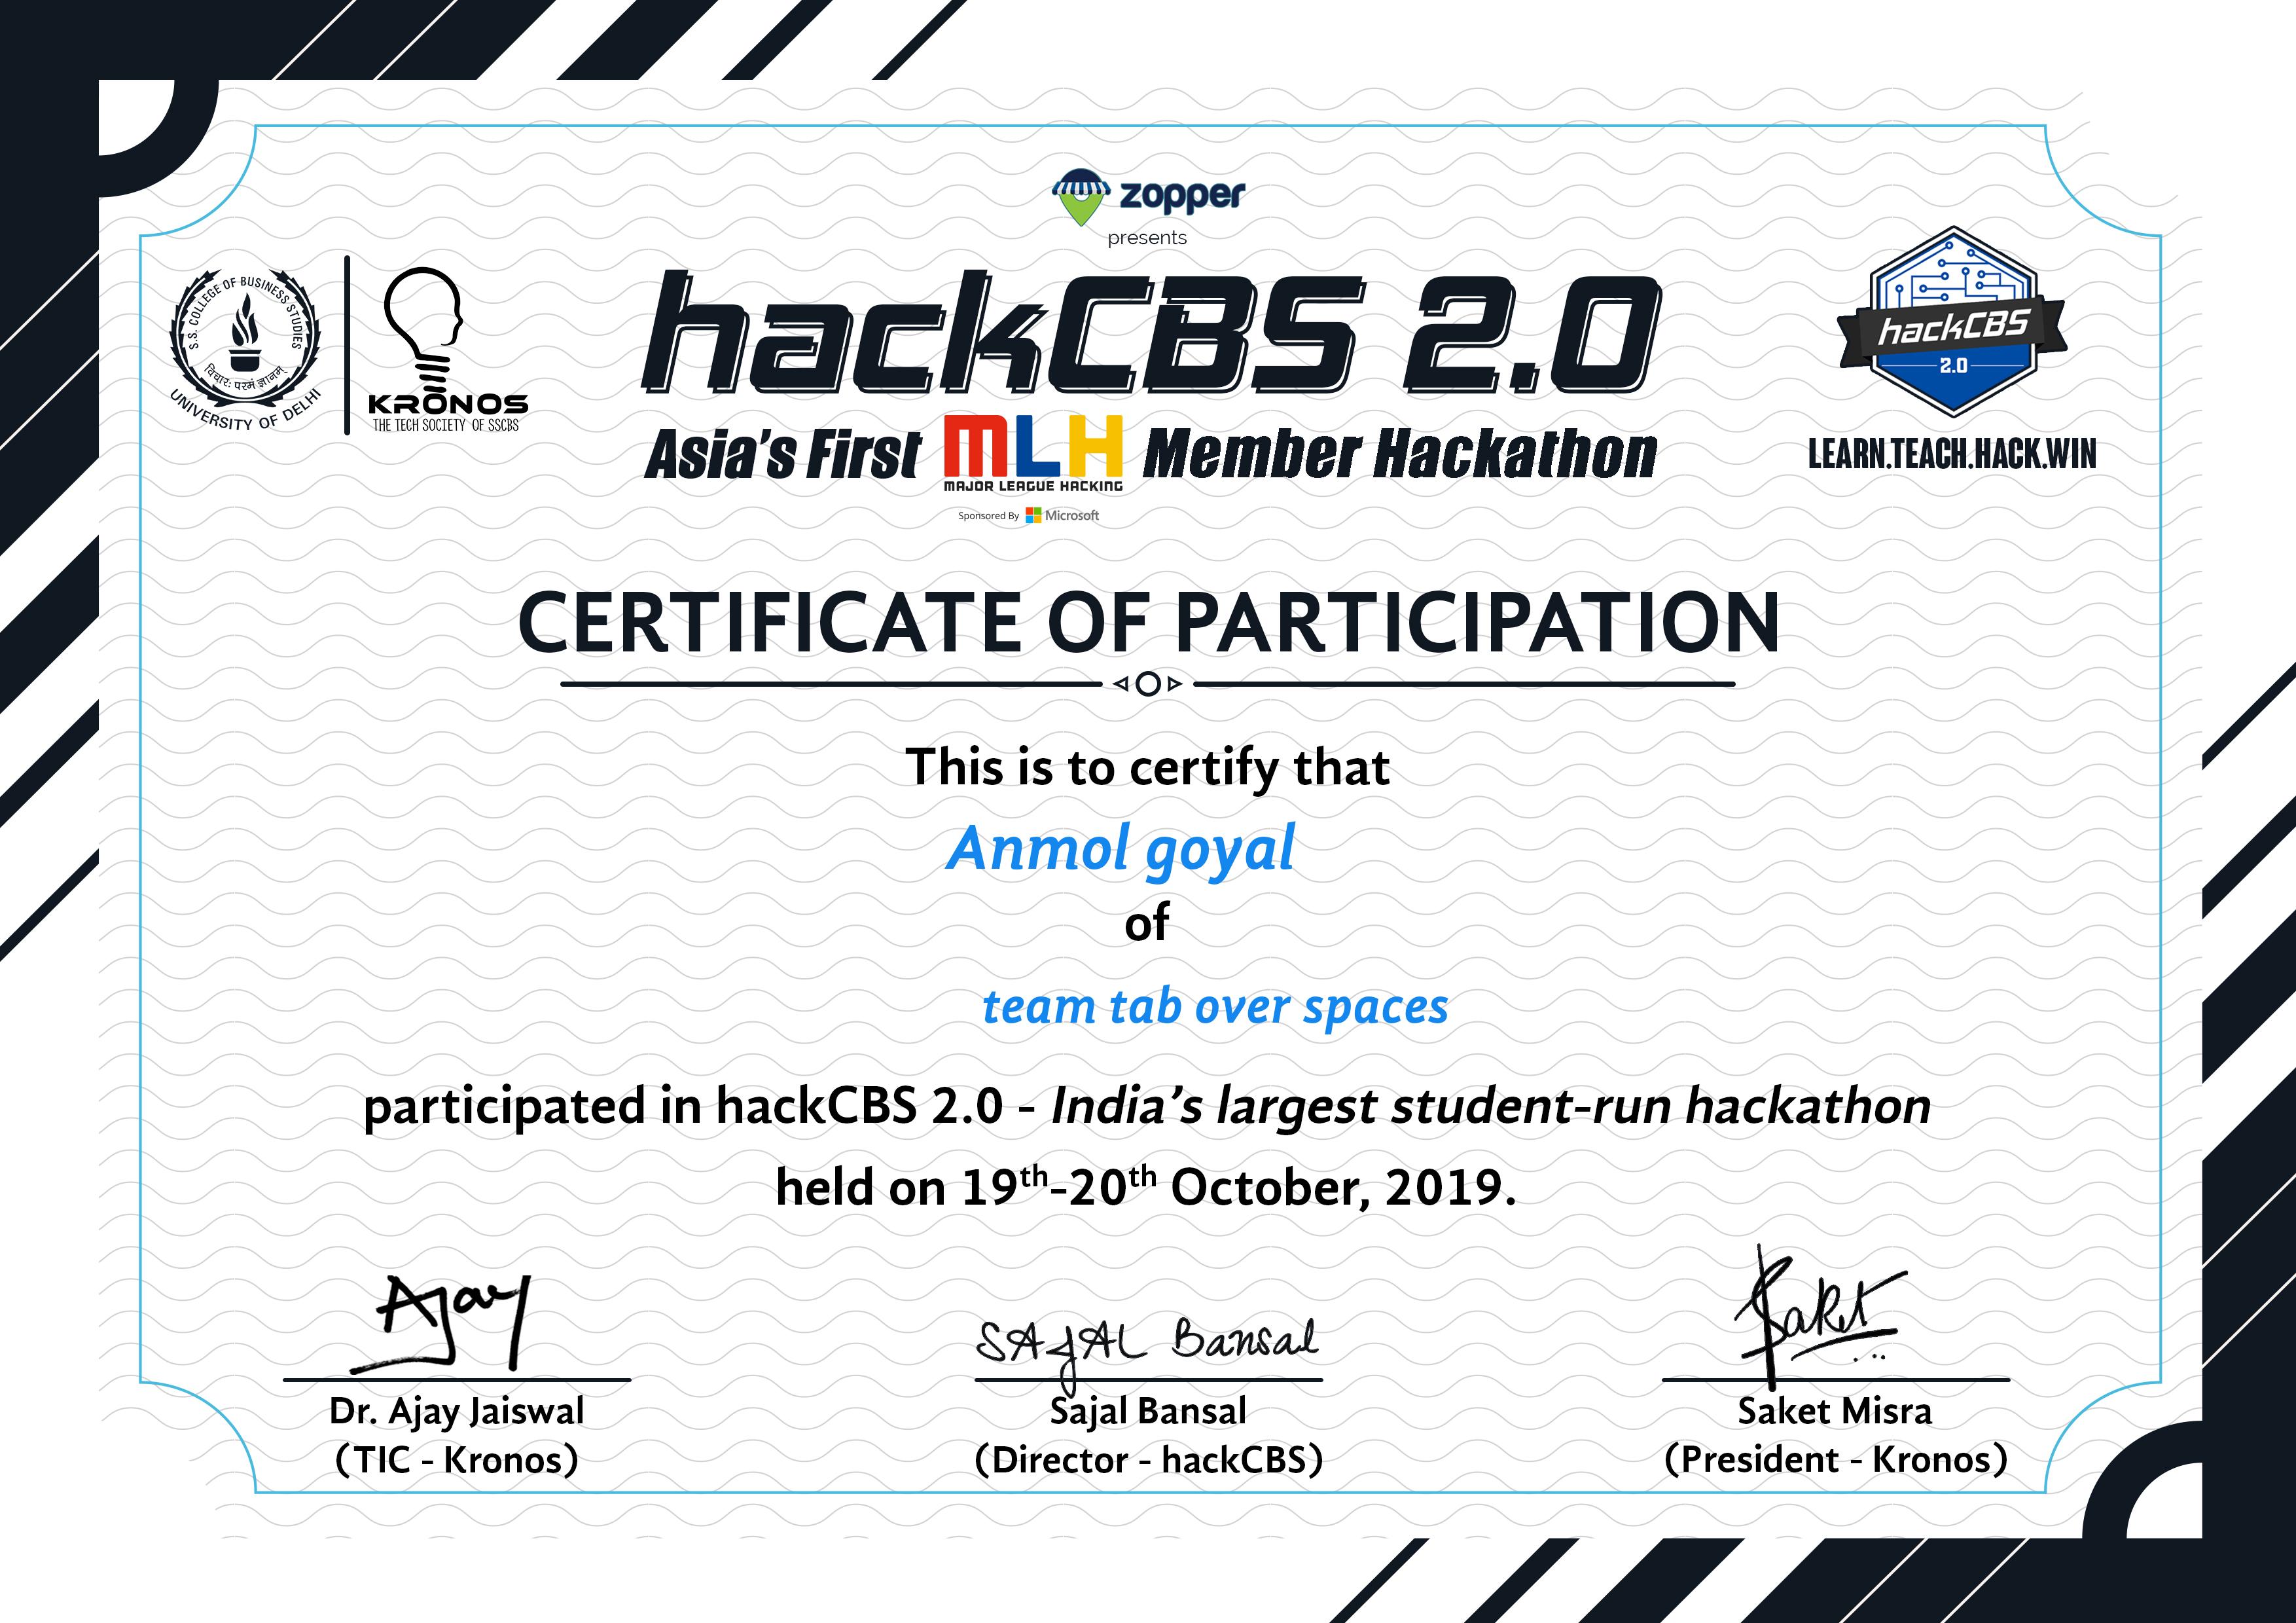 zopper
presents
S.S. COLLEGE OF BUSINESS STUDIES
विचारः परमं ज्ञानम्
UNIVERSITY OF DELHI
KRONOS
THE TECH SOCIETY OF SSCBS
hackCBS 2.0
Asia's First MLH Member Hackathon
MAJOR LEAGUE HACKING
Sponsored By Microsoft
hackCBS
2.0
LEARN.TEACH.HACK.WIN
CERTIFICATE OF PARTICIPATION
This is to certify that
Anmol goyal
of
team tab over spaces
participated in hackCBS 2.0 - India's largest student-run hackathon
held on 19th-20th October, 2019.
Ajay
SAJAL Bansal
Saket
Dr. Ajay Jaiswal
(TIC - Kronos)
Sajal Bansal
(Director - hackCBS)
Saket Misra
(President - Kronos)